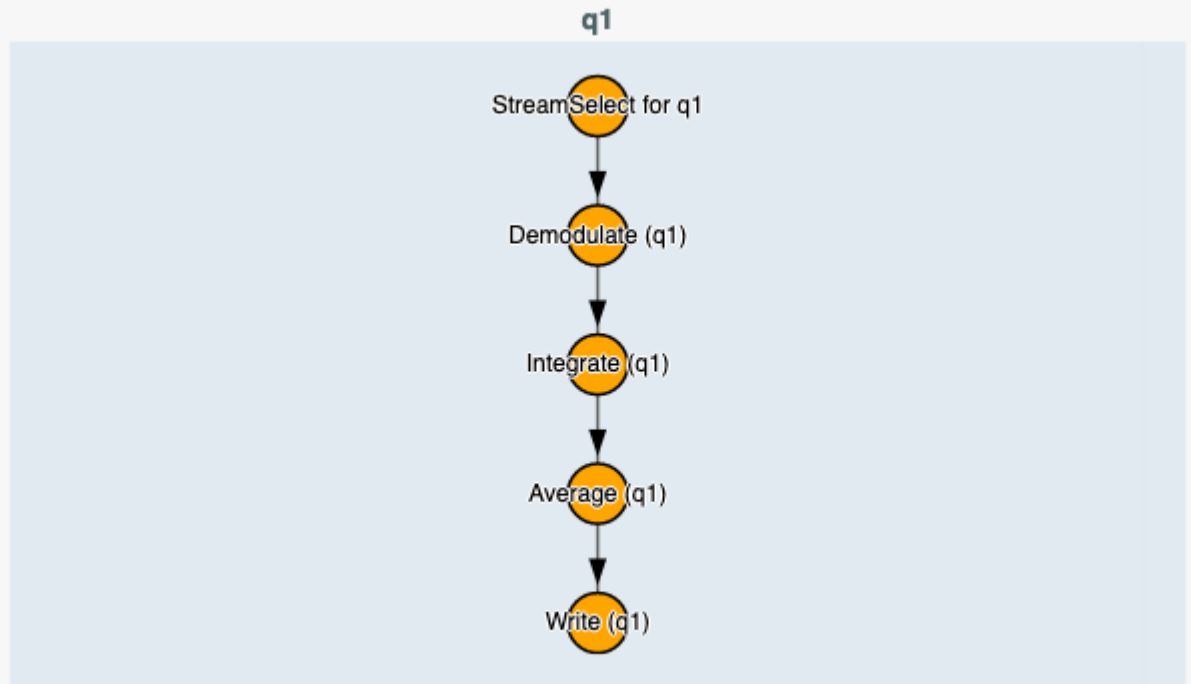 q1
StreamSelect for q1
Demodulate (q1)
Integrate (q1)
Average (q1)
Write (q1)